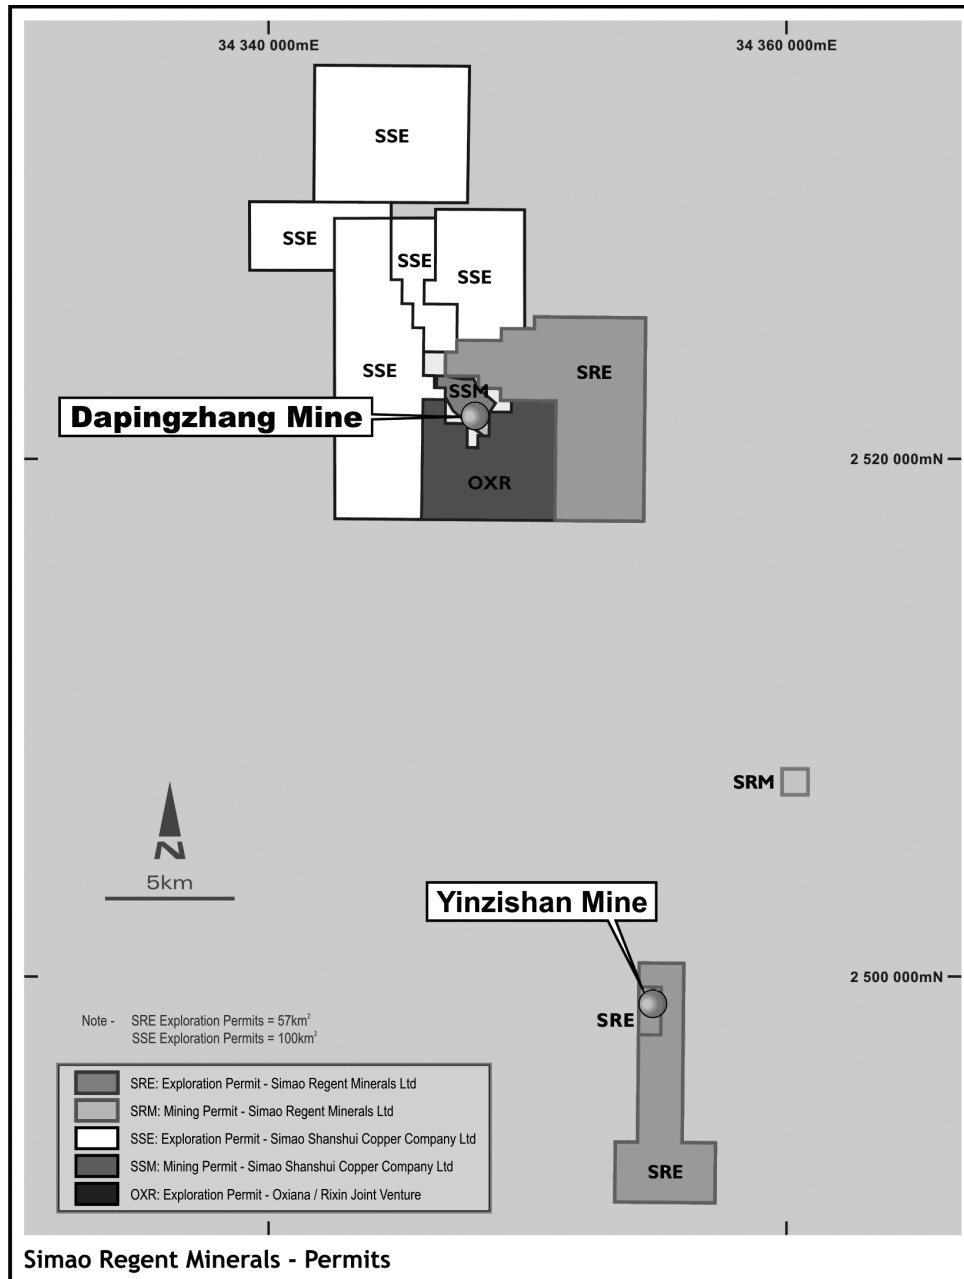 34 340 000mE
34 360 000mE
SSE
SSE
SSE
SSE
SSE
SRE
SSM
Dapingzhang Mine
2 520 000mN
OXR
SRM
N
5km
Yinzishan Mine
2 500 000mN
SRE
Note - SRE Exploration Permits = 57km²
SSE Exploration Permits = 100km²
SRE: Exploration Permit - Simao Regent Minerals Ltd
SRM: Mining Permit - Simao Regent Minerals Ltd
SSE: Exploration Permit - Simao Shanshui Copper Company Ltd
SSM: Mining Permit - Simao Shanshui Copper Company Ltd
OXR: Exploration Permit - Oxiana / Rixin Joint Venture
SRE
Simao Regent Minerals - Permits